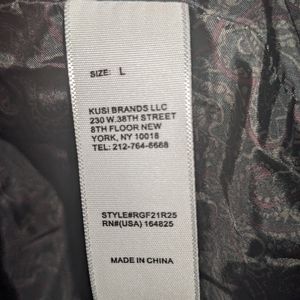 SIZE: L
KUSI BRANDS LLC
230 W.38TH STREET
8TH FLOOR NEW
YORK, NY 10018
TEL: 212-764-6668
STYLE#RGF21R25
RN#(USA) 164825
MADE IN CHINA